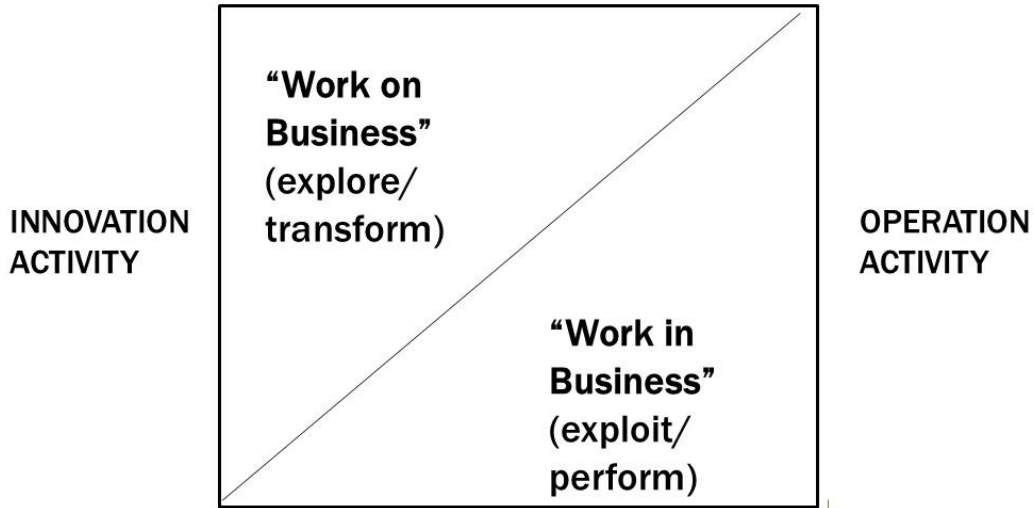 “Work on
Business”
(explore/
transform)
INNOVATION
ACTIVITY
OPERATION
ACTIVITY
“Work in
Business”
(exploit/
perform)